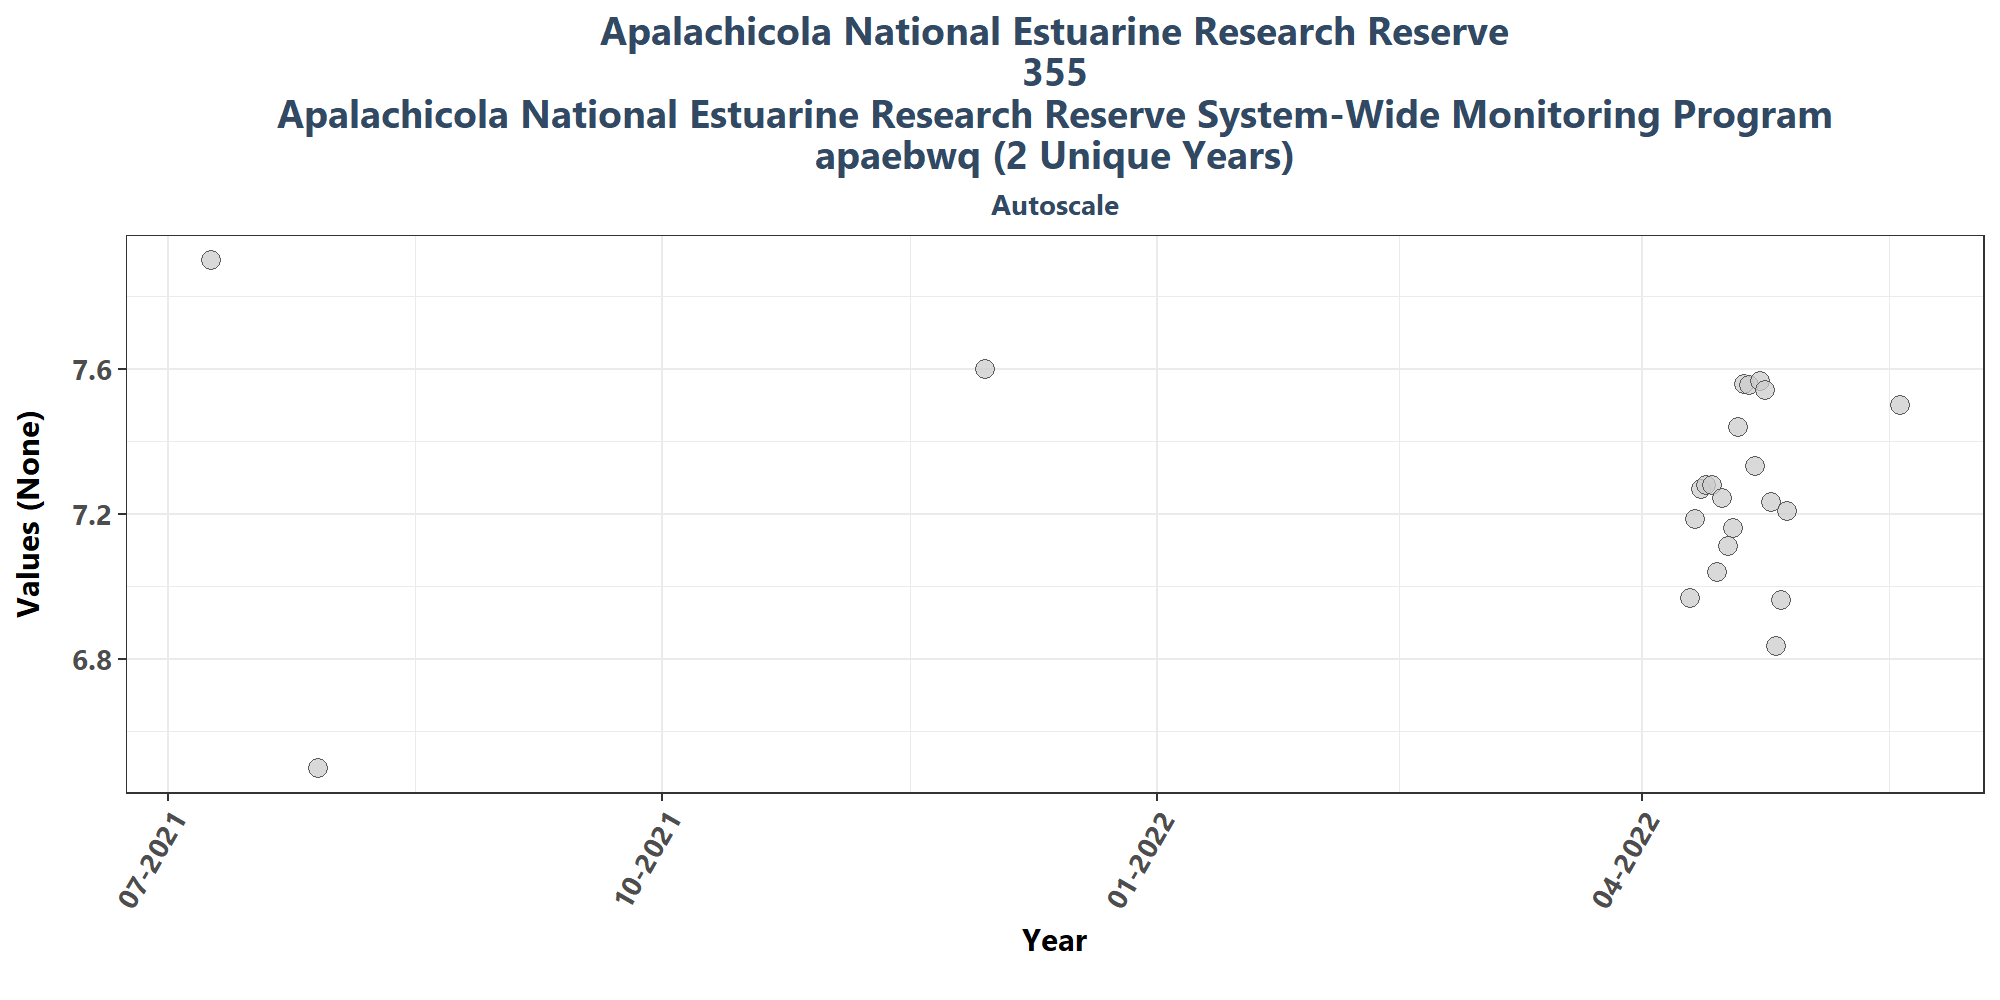 Apalachicola National Estuarine Research Reserve
355
Apalachicola National Estuarine Research Reserve System-Wide Monitoring Program
apaebwq (2 Unique Years)
Autoscale
Values (None)
7.6
7.2
6.8
07-2021
10-2021
01-2022
04-2022
Year